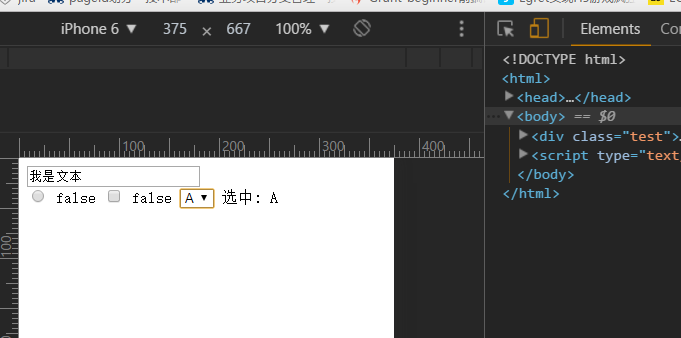 iPhone 6 ▼ 375 × 667 100% ▼
Elements
100 200 300 400
100
我是文本
false false A ▼ 选中: A
<!DOCTYPE html>
<html>
<head>…</head>
<body> == $0
<div class="test">
<script type="text
</body>
</html>